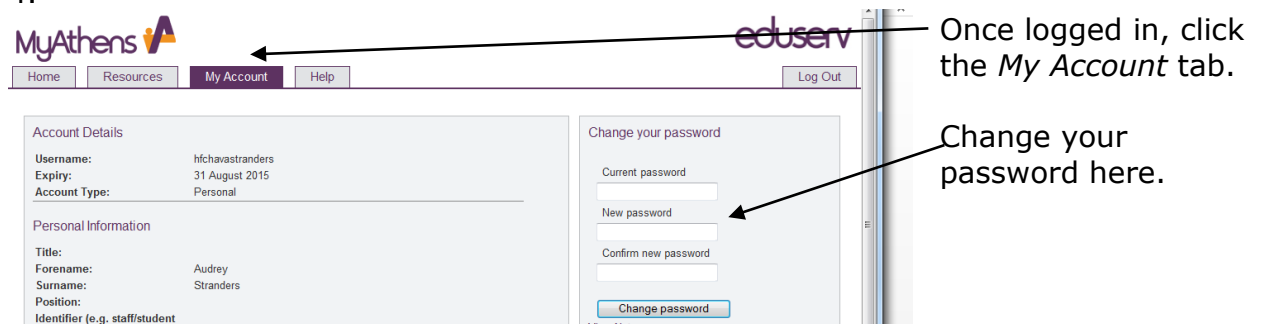 MyAthens
eduserv
Once logged in, click
the My Account tab.
Home Resources My Account Help Log Out
Account Details
Username: hfchavastranders
Expiry: 31 August 2015
Account Type: Personal
Personal Information
Title:
Forename: Audrey
Surname: Stranders
Position:
Identifier (e.g. staff/student
Change your password
Current password
New password
Confirm new password
Change password
Change your
password here.